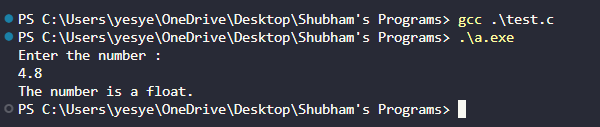 PS C:\Users\yesye\OneDrive\Desktop\Shubham's Programs> gcc .\test.c
PS C:\Users\yesye\OneDrive\Desktop\Shubham's Programs> .\a.exe
Enter the number :
4.8
The number is a float.
PS C:\Users\yesye\OneDrive\Desktop\Shubham's Programs>